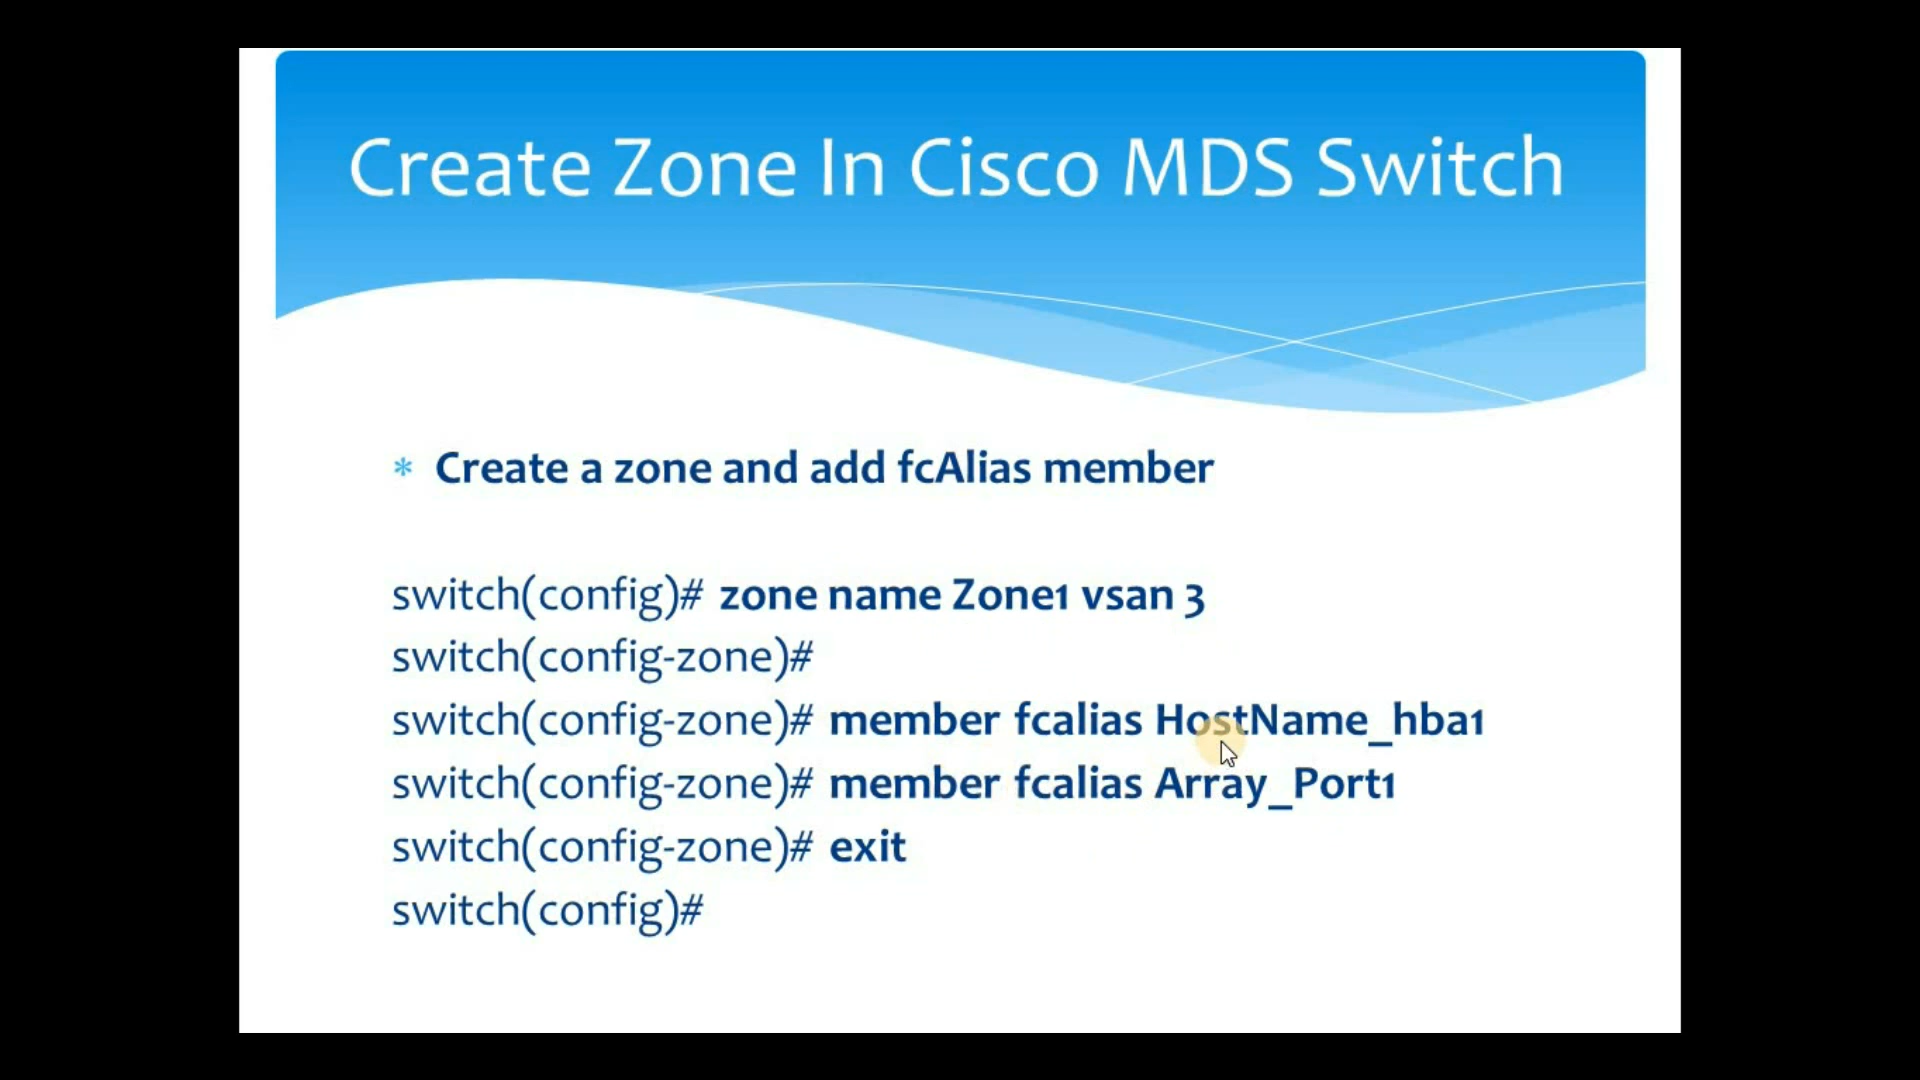 Create Zone In Cisco MDS Switch
* Create a zone and add fcAlias member
switch(config)# zone name Zone1 vsan 3
switch(config-zone)#
switch(config-zone)# member fcalias HostName_hba1
switch(config-zone)# member fcalias Array_Port1
switch(config-zone)# exit
switch(config)#